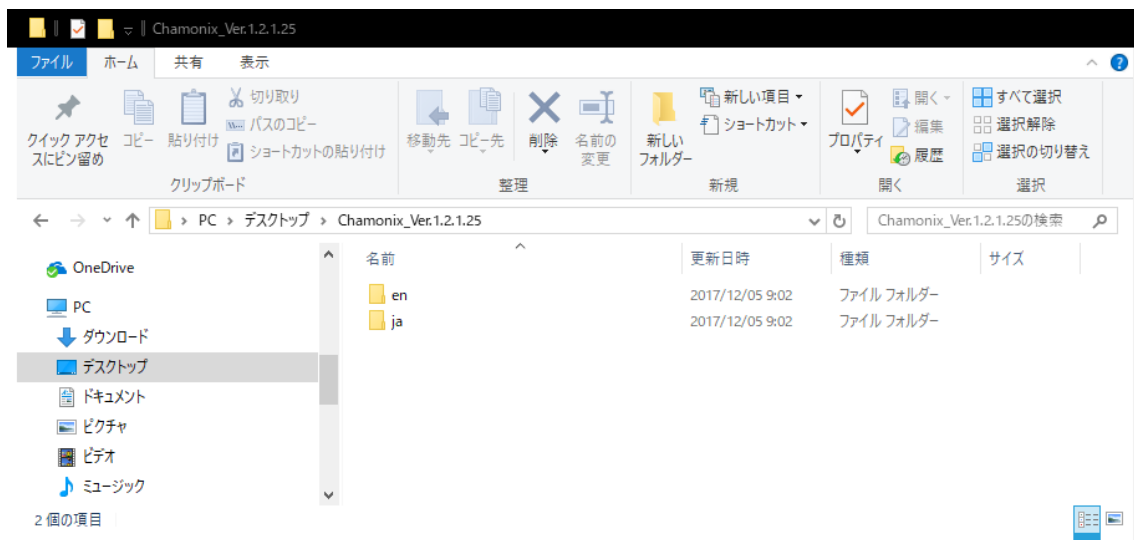 Chamonix_Ver.1.2.1.25
ファイル ホーム 共有 表示
クイック アクセスにピン留め
コピー
貼り付け
切り取り
パスのコピー
ショートカットの貼り付け
クリップボード
移動先
コピー先
削除
名前の変更
整理
新しいフォルダー
新しい項目
ショートカット
新規
プロパティ
開く
編集
履歴
開く
すべて選択
選択解除
選択の切り替え
選択
PC デスクトップ Chamonix_Ver.1.2.1.25
Chamonix_Ver.1.2.1.25の検索
OneDrive
PC
ダウンロード
デスクトップ
ドキュメント
ピクチャ
ビデオ
ミュージック
名前 更新日時 種類 サイズ
en 2017/12/05 9:02 ファイル フォルダー
ja 2017/12/05 9:02 ファイル フォルダー
2 個の項目